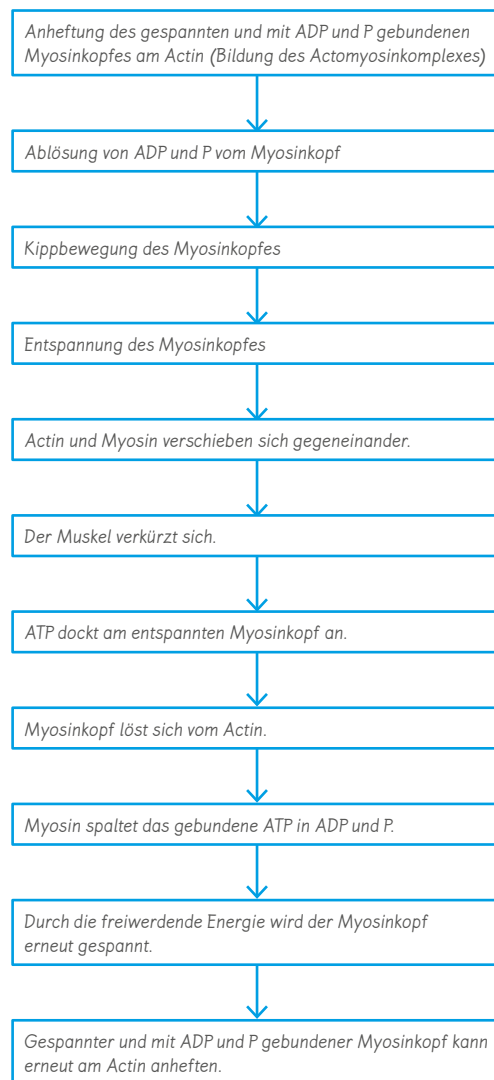 Anheftung des gespannten und mit ADP und P gebundenen
Myosinkopfes am Actin (Bildung des Actomyosinkomplexes)
Ablösung von ADP und P vom Myosinkopf
Kippbewegung des Myosinkopfes
Entspannung des Myosinkopfes
Actin und Myosin verschieben sich gegeneinander.
Der Muskel verkürzt sich.
ATP dockt am entspannten Myosinkopf an.
Myosinkopf löst sich vom Actin.
Myosin spaltet das gebundene ATP in ADP und P.
Durch die freiwerdende Energie wird der Myosinkopf
erneut gespannt.
Gespannter und mit ADP und P gebundener Myosinkopf kann
erneut am Actin anheften.